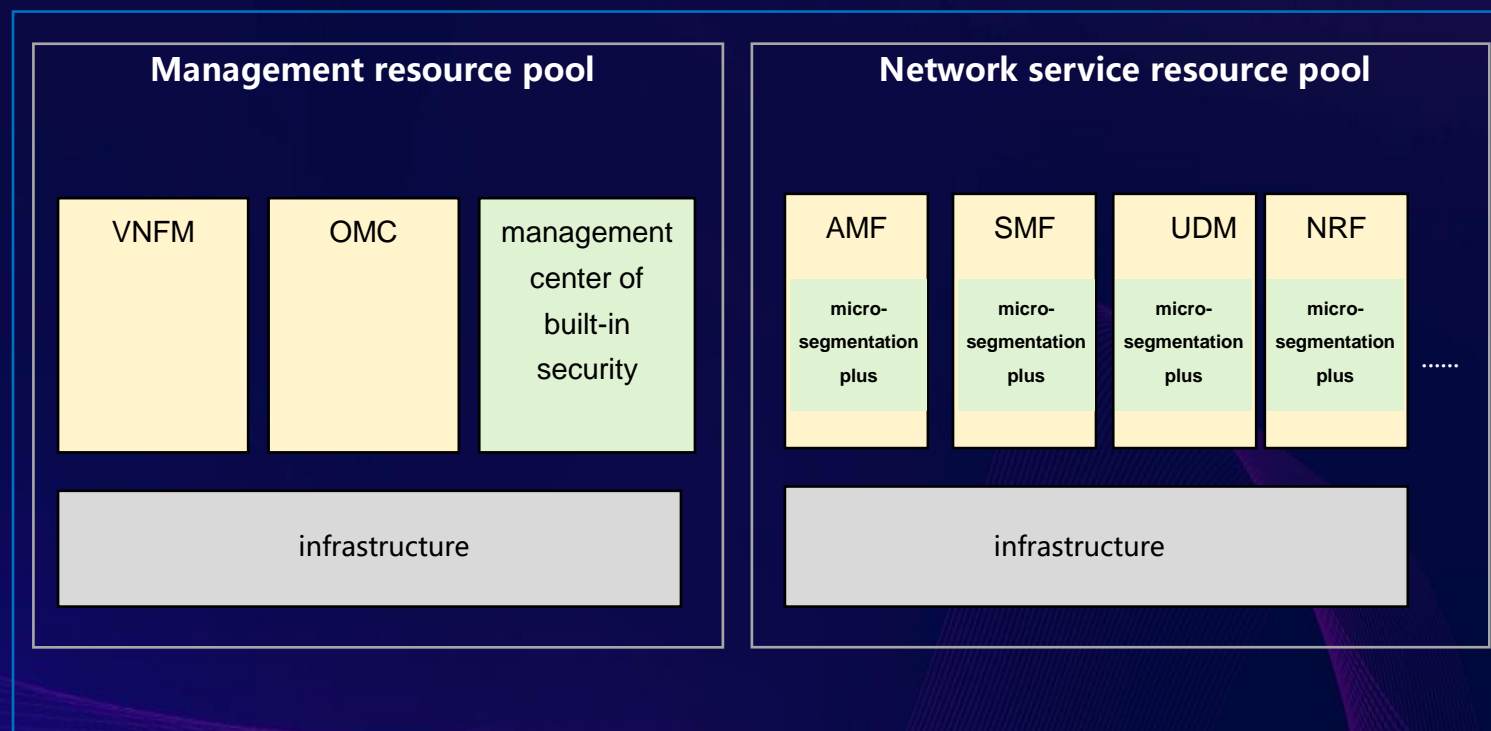 Management resource pool
VNFM
OMC
management
center of
built-in
security
infrastructure
Network service resource pool
AMF
micro-
segmentation
plus
SMF
micro-
segmentation
plus
UDM
micro-
segmentation
plus
NRF
micro-
segmentation
plus
......
infrastructure